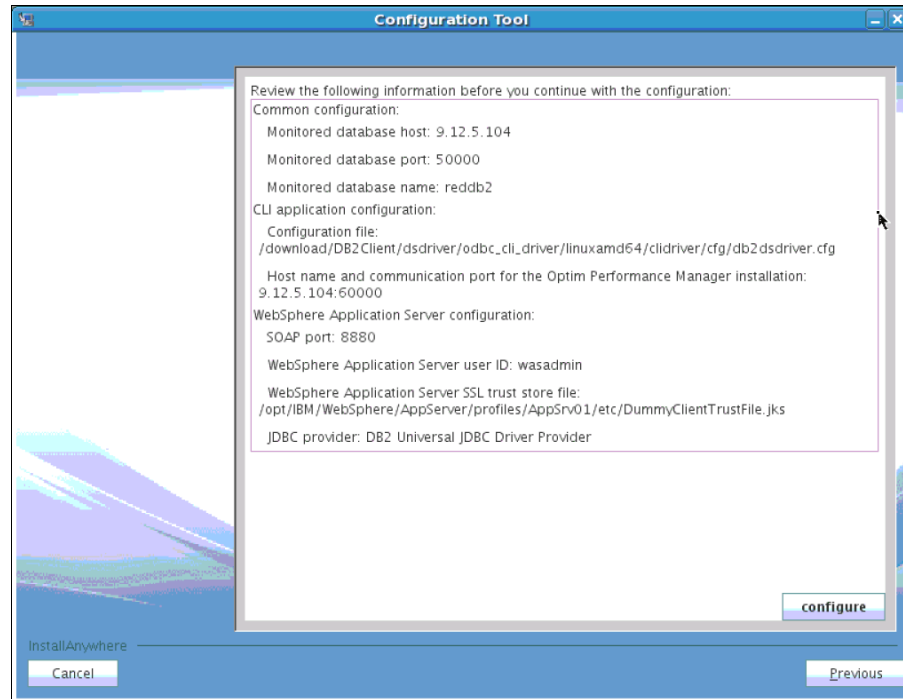 Configuration Tool
Review the following information before you continue with the configuration:
Common configuration:
Monitored database host: 9.12.5.104
Monitored database port: 50000
Monitored database name: reddb2
CLI application configuration:
Configuration file:
/download/DB2Client/dsdriver/odbc_cli_driver/linuxamd64/clidriver/cfg/db2dsdriver.cfg
Host name and communication port for the Optim Performance Manager installation:
9.12.5.104:60000
WebSphere Application Server configuration:
SOAP port: 8880
WebSphere Application Server user ID: wasadmin
WebSphere Application Server SSL trust store file:
/opt/IBM/WebSphere/AppServer/profiles/AppSrv01/etc/DummyClientTrustFile.jks
JDBC provider: DB2 Universal JDBC Driver Provider
configure
InstallAnywhere
Cancel
Previous